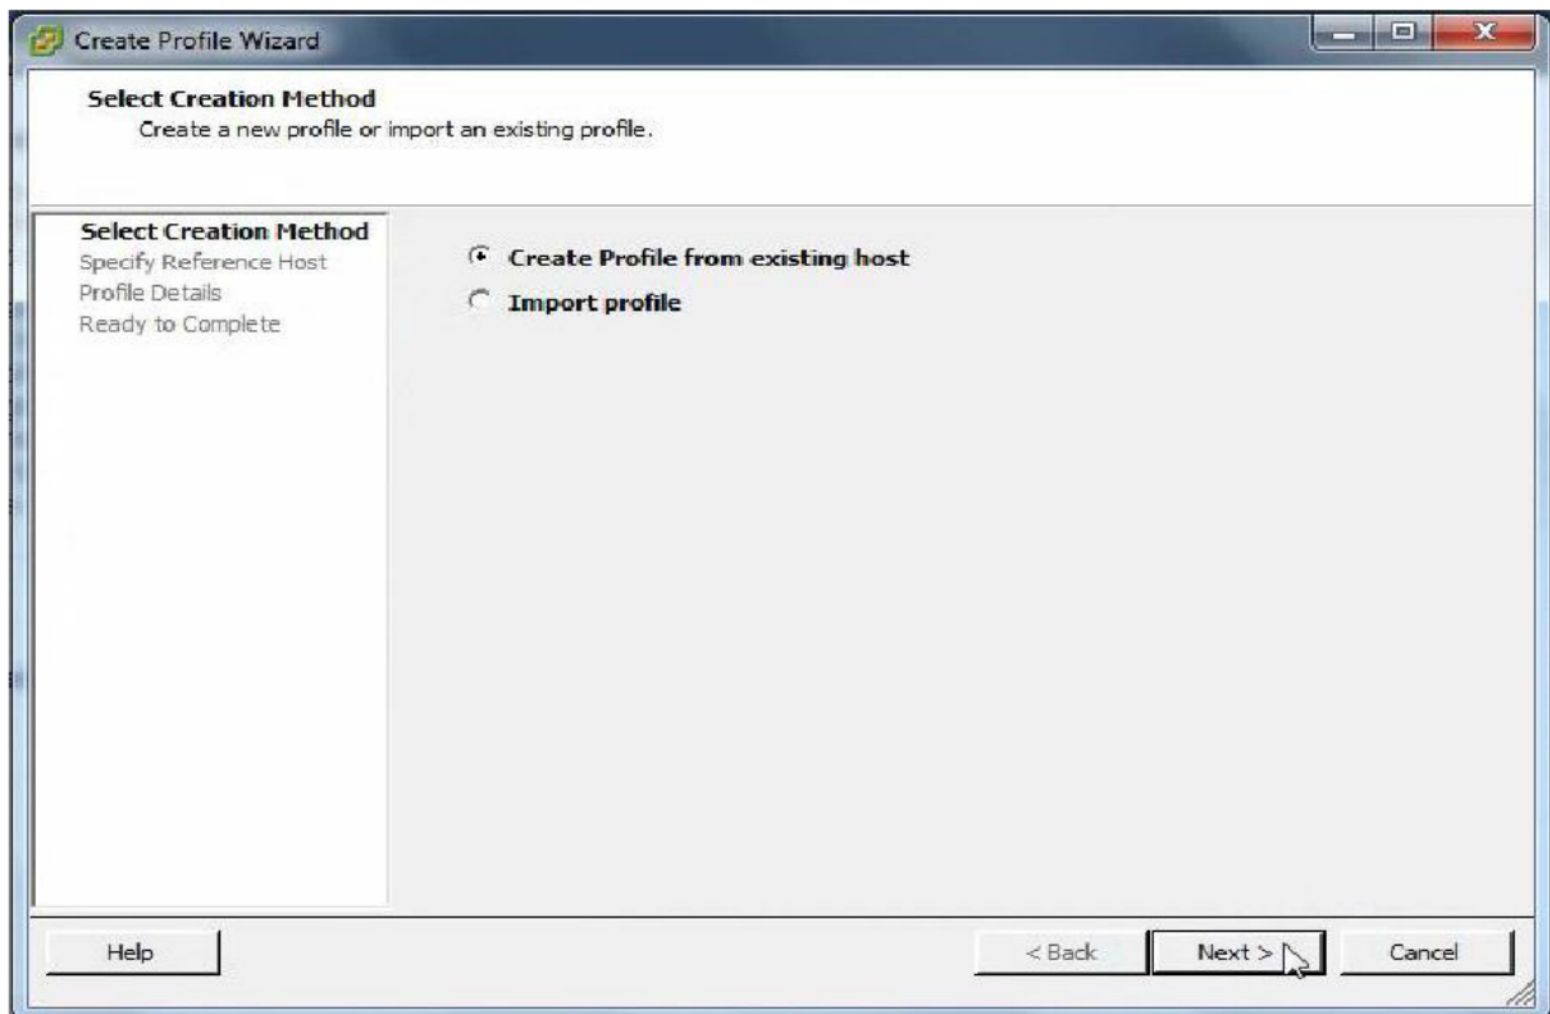 Create Profile Wizard
Select Creation Method
Create a new profile or import an existing profile.
Select Creation Method
Specify Reference Host
Profile Details
Ready to Complete
Create Profile from existing host
Import profile
Help
< Back
Next >
Cancel